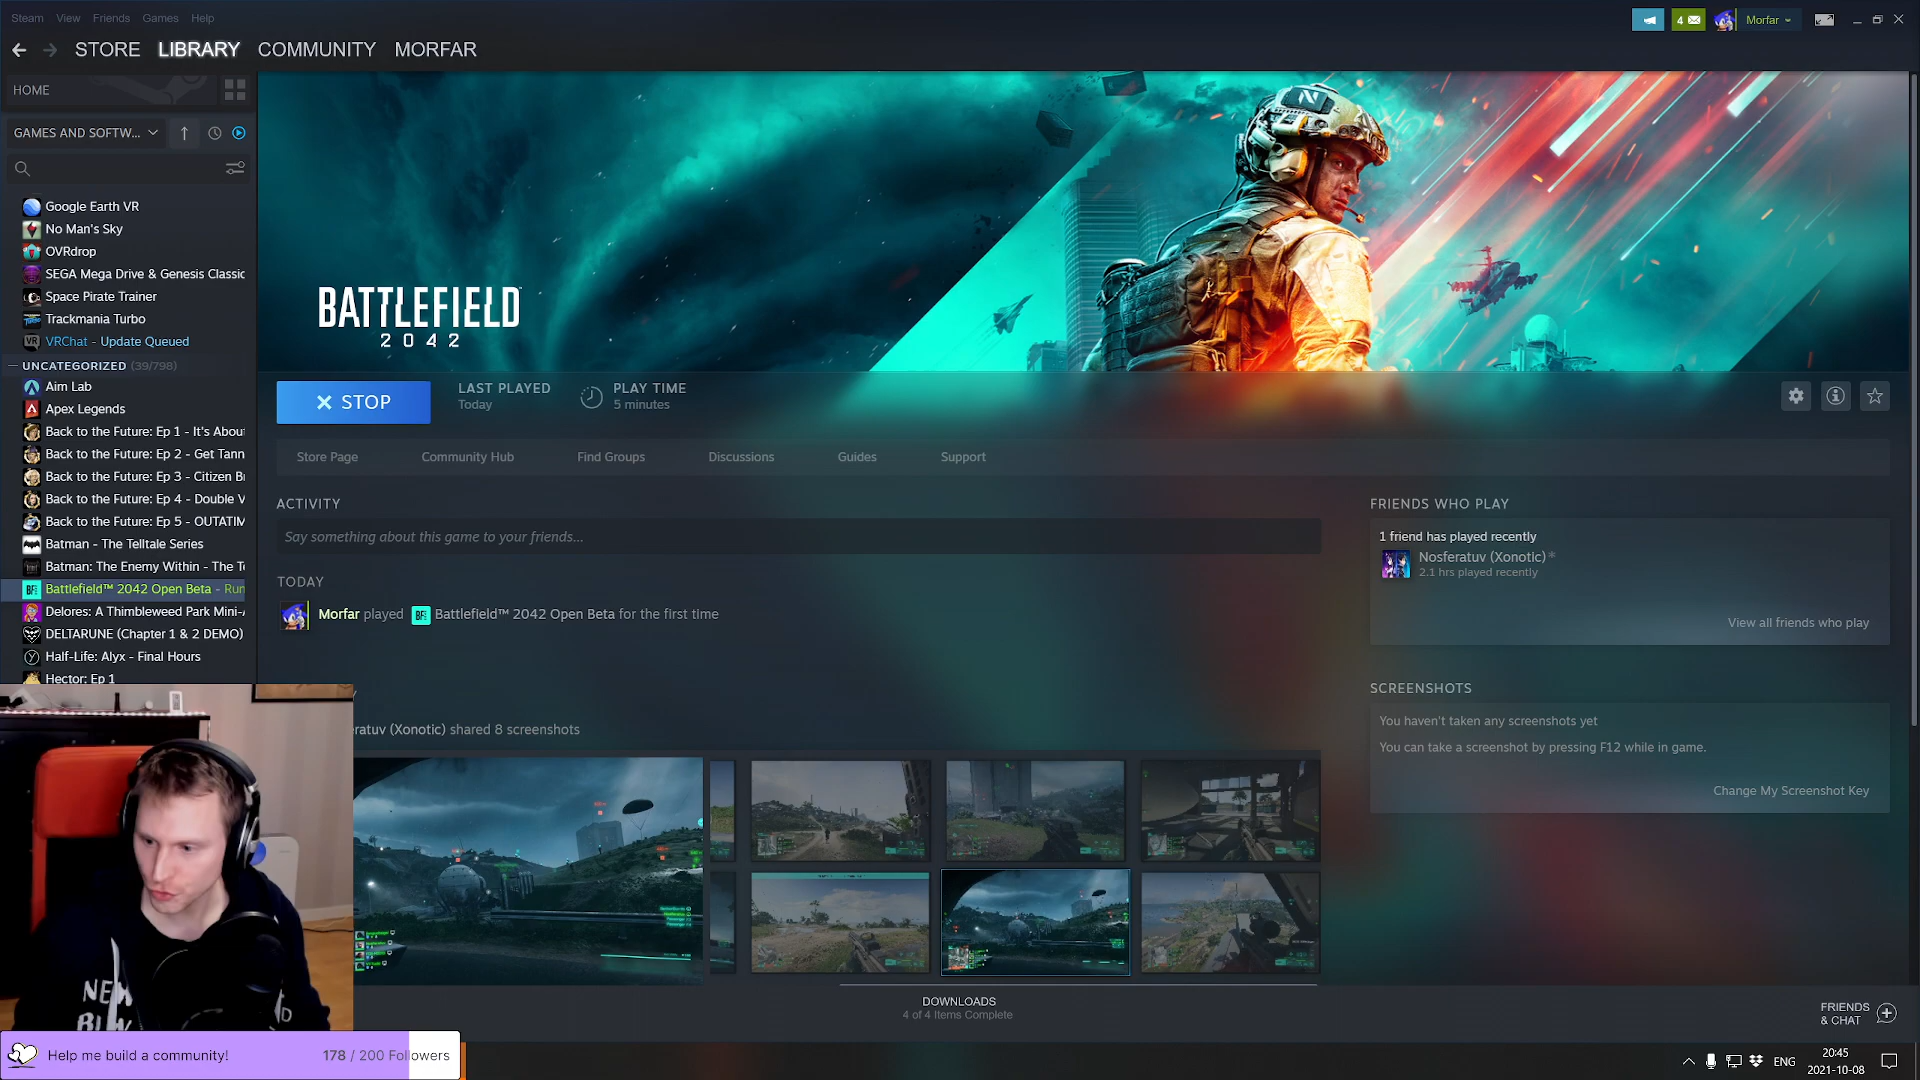 Steam View Friends Games Help
4 Morfar
STORE LIBRARY COMMUNITY MORFAR
HOME
GAMES AND SOFTW...
Google Earth VR
No Man's Sky
OVRdrop
SEGA Mega Drive & Genesis Classic
Space Pirate Trainer
Trackmania Turbo
VRChat - Update Queued
UNCATEGORIZED (39/798)
Aim Lab
Apex Legends
Back to the Future: Ep 1 - It's Abou
Back to the Future: Ep 2 - Get Tann
Back to the Future: Ep 3 - Citizen B
Back to the Future: Ep 4 - Double V
Back to the Future: Ep 5 - OUTATIM
Batman - The Telltale Series
Batman: The Enemy Within - The T
Battlefield™ 2042 Open Beta - Run
Delores: A Thimbleweed Park Mini-
DELTARUNE (Chapter 1 & 2 DEMO)
Half-Life: Alyx - Final Hours
Hector: Ep 1
BATTLEFIELD
2042
STOP
LAST PLAYED
Today
PLAY TIME
5 minutes
Store Page Community Hub Find Groups Discussions Guides Support
ACTIVITY
Say something about this game to your friends...
TODAY
Morfar played Battlefield™ 2042 Open Beta for the first time
eratuv (Xonotic) shared 8 screenshots
FRIENDS WHO PLAY
1 friend has played recently
Nosferatuv (Xonotic)*
2.1 hrs played recently
View all friends who play
SCREENSHOTS
You haven't taken any screenshots yet
You can take a screenshot by pressing F12 while in game.
Change My Screenshot Key
DOWNLOADS
4 of 4 Items Complete
FRIENDS
& CHAT
Help me build a community! 178 / 200 Followers
ENG
20:45
2021-10-08